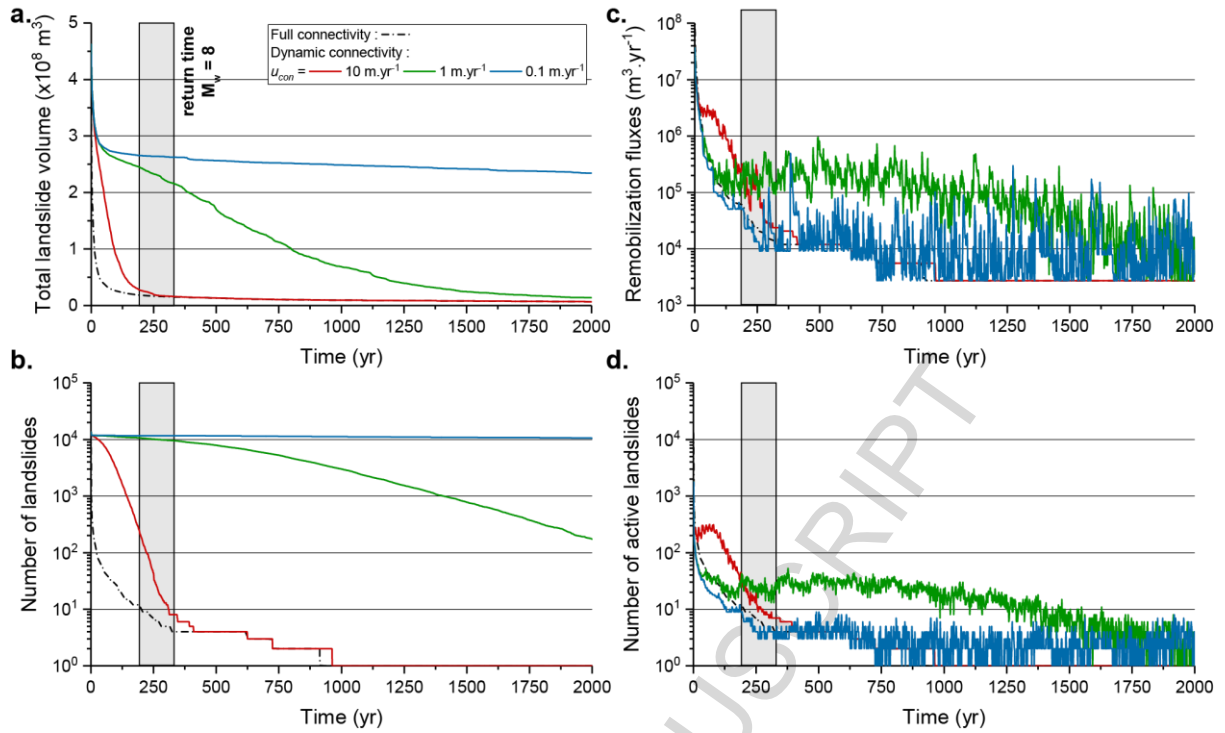 a.
Total landslide volume (x10⁸ m³)
5
4
3
2
1
0
0 250 500 750 1000 1250 1500 1750 2000
Time (yr)
return time
M_w = 8
Full connectivity :
Dynamic connectivity :
u_con = 10 m.yr⁻¹ 1 m.yr⁻¹ 0.1 m.yr⁻¹
c.
Remobilization fluxes (m³.yr⁻¹)
10⁸
10⁷
10⁶
10⁵
10⁴
10³
0 250 500 750 1000 1250 1500 1750 2000
Time (yr)
b.
Number of landslides
10⁵
10⁴
10³
10²
10¹
10⁰
0 250 500 750 1000 1250 1500 1750 2000
Time (yr)
d.
Number of active landslides
10⁵
10⁴
10³
10²
10¹
10⁰
0 250 500 750 1000 1250 1500 1750 2000
Time (yr)
USCRIPT